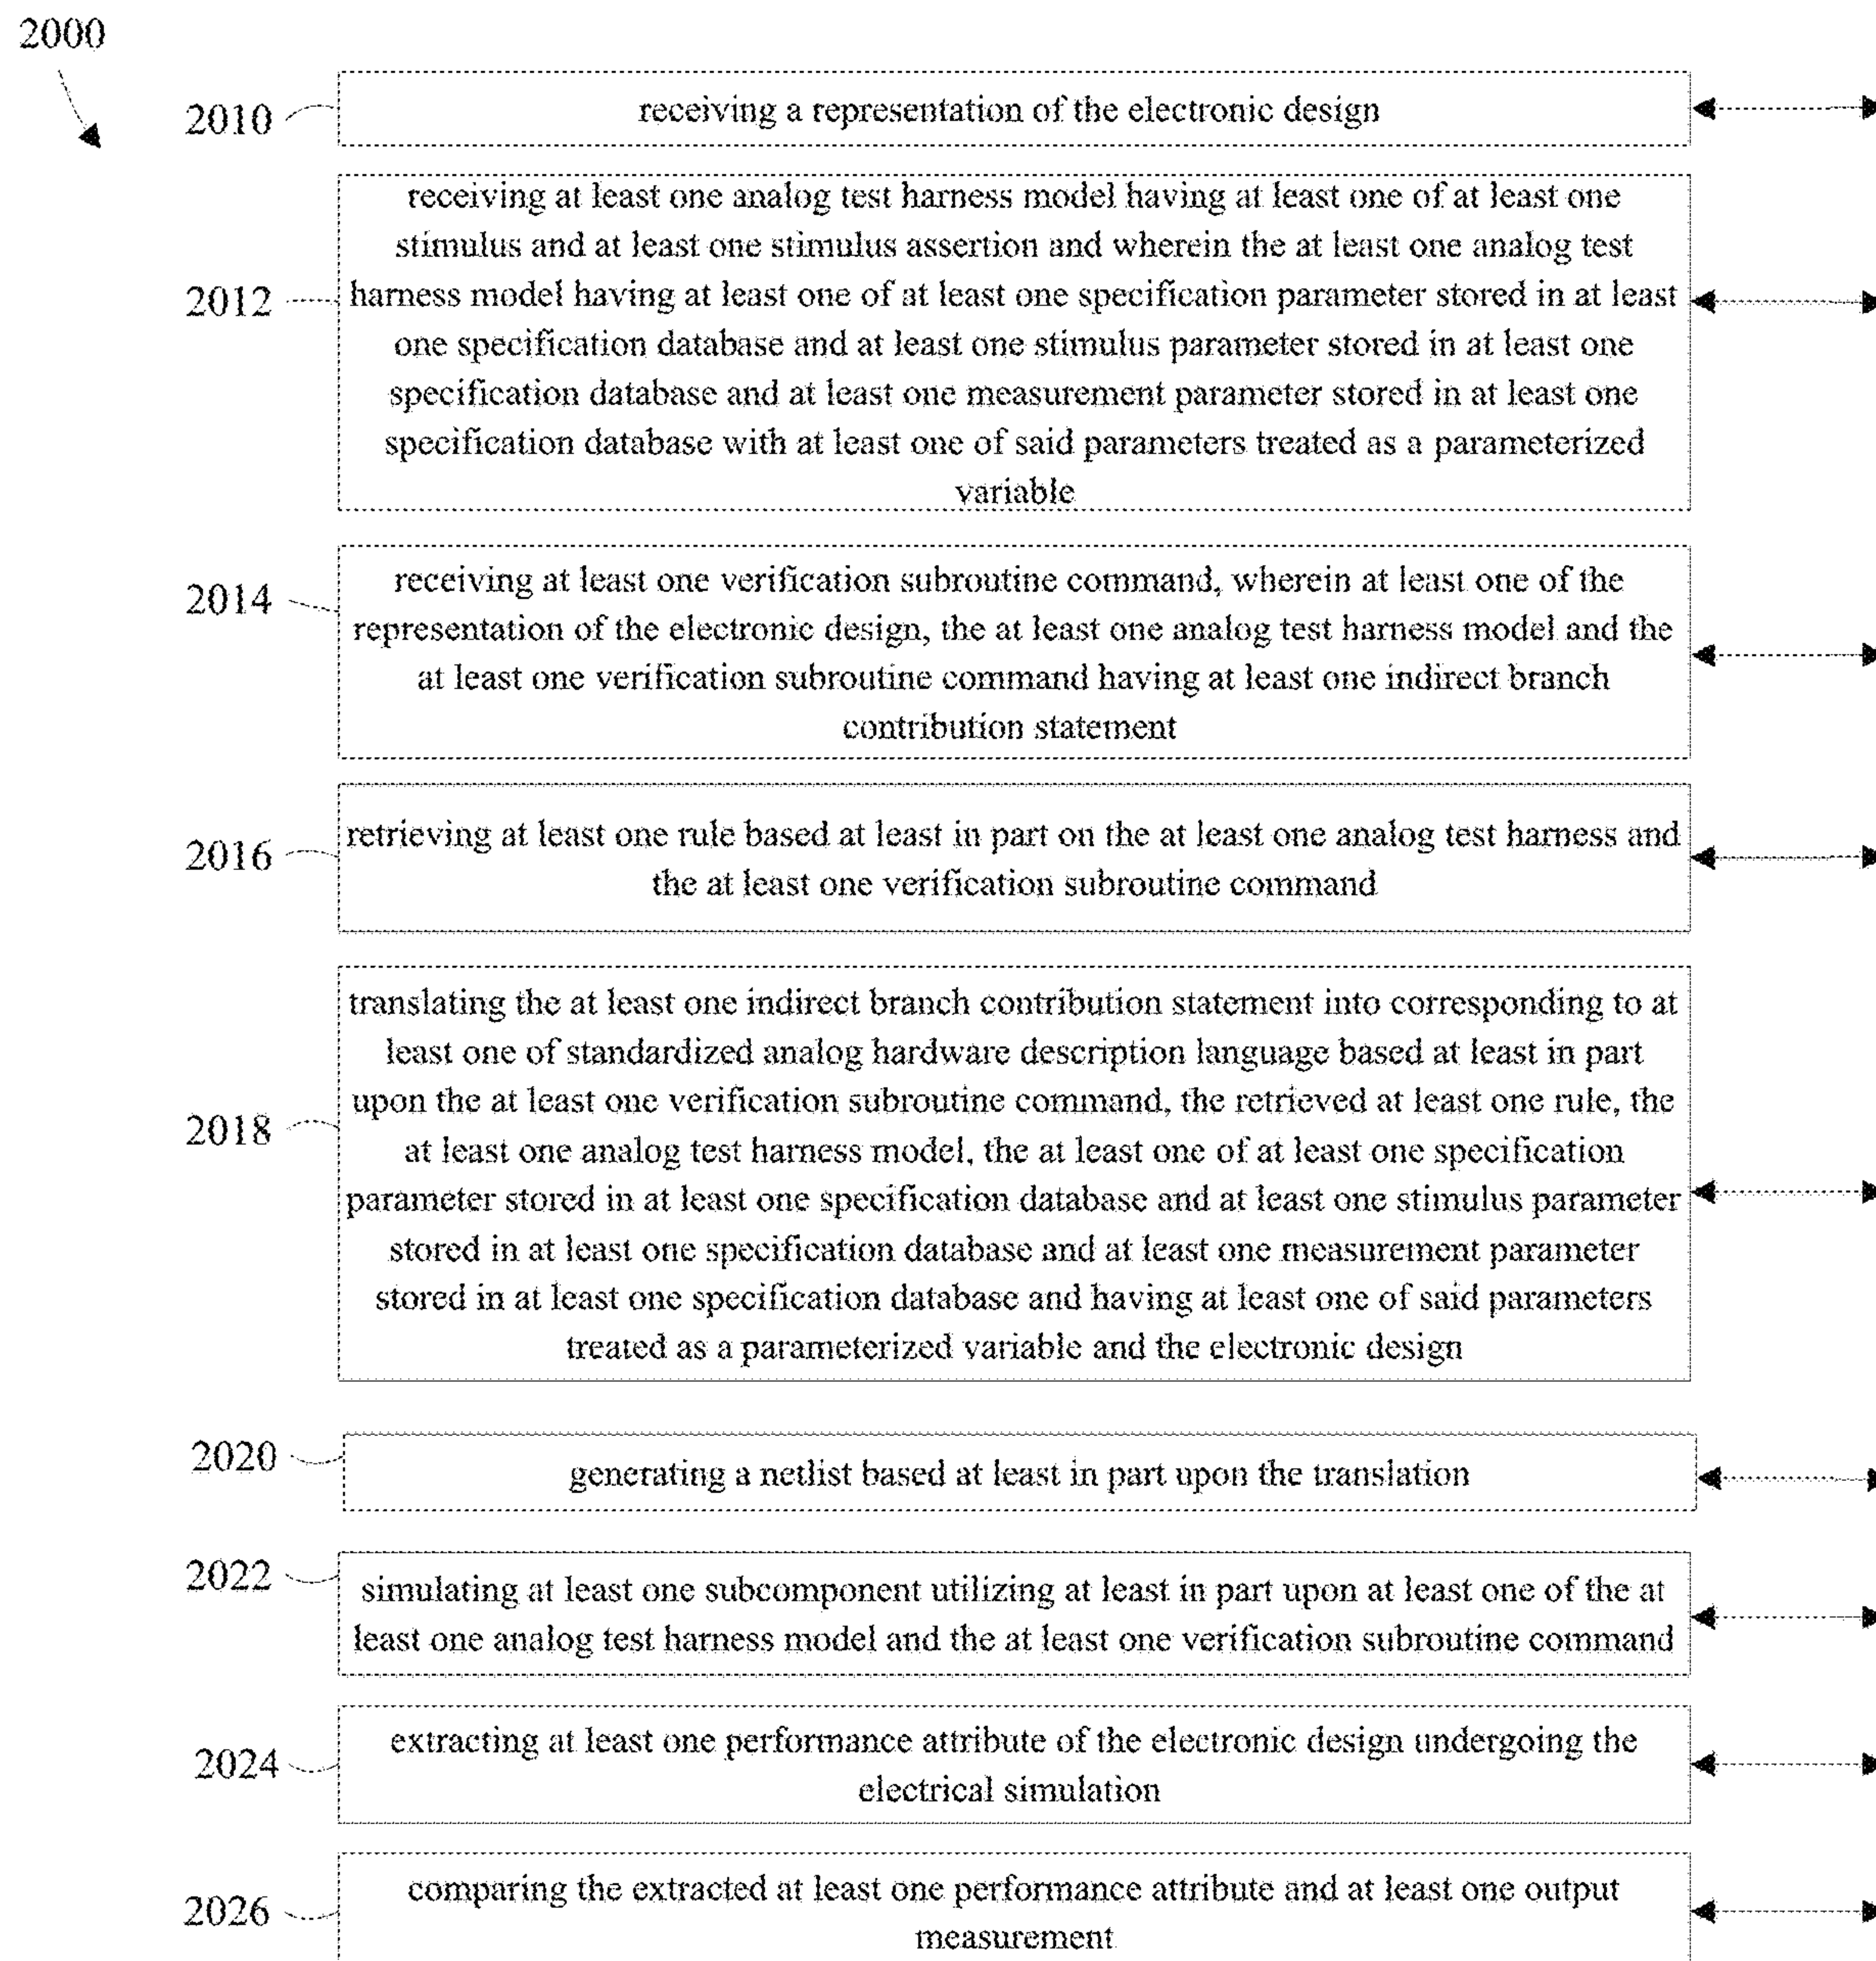 2000
2010
receiving a representation of the electronic design
2012
receiving at least one analog test harness model having at least one of at least one
stimulus and at least one stimulus assertion and wherein the at least one analog test
harness model having at least one of at least one specification parameter stored in at least
one specification database and at least one stimulus parameter stored in at least one
specification database and at least one measurement parameter stored in at least one
specification database with at least one of said parameters treated as a parameterized
variable
2014
receiving at least one verification subroutine command, wherein at least one of the
representation of the electronic design, the at least one analog test harness model and the
at least one verification subroutine command having at least one indirect branch
contribution statement
2016
retrieving at least one rule based at least in part on the at least one analog test harness and
the at least one verification subroutine command
2018
translating the at least one indirect branch contribution statement into corresponding to at
least one of standardized analog hardware description language based at least in part
upon the at least one verification subroutine command, the retrieved at least one rule, the
at least one analog test harness model, the at least one of at least one specification
parameter stored in at least one specification database and at least one stimulus parameter
stored in at least one specification database and at least one measurement parameter
stored in at least one specification database and having at least one of said parameters
treated as a parameterized variable and the electronic design
2020
generating a netlist based at least in part upon the translation
2022
simulating at least one subcomponent utilizing at least in part upon at least one of the at
least one analog test harness model and the at least one verification subroutine command
2024
extracting at least one performance attribute of the electronic design undergoing the
electrical simulation
2026
comparing the extracted at least one performance attribute and at least one output
measurement